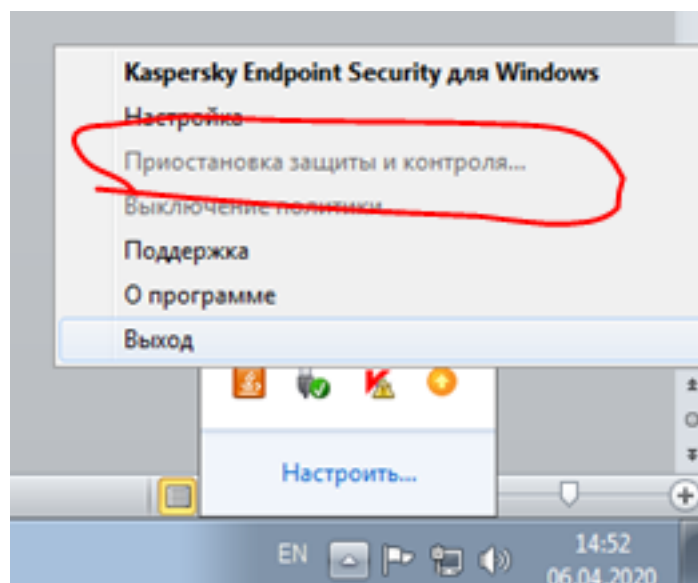 Kaspersky Endpoint Security для Windows
Настройка
Приостановка защиты и контроля...
Выключение политики...
Поддержка
О программе
Выход
Настроить...
EN
14:52
06.04.2020